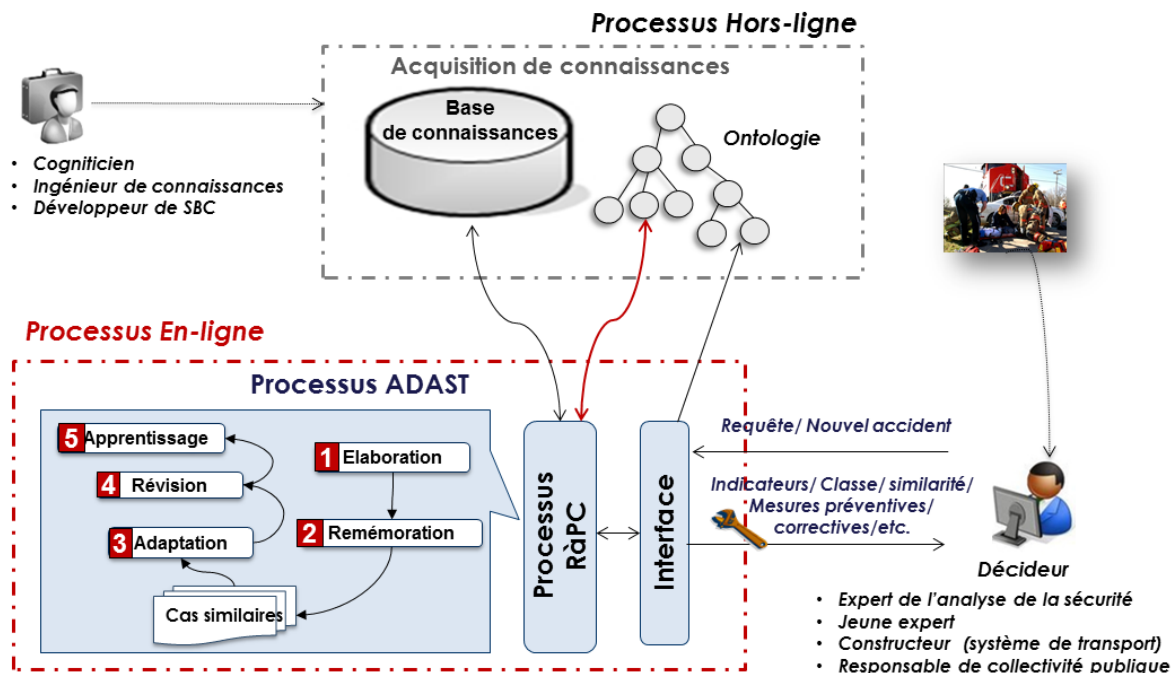 Processus Hors-ligne
Acquisition de connaissances
Base
de connaissances
Ontologie
• Cogniticien
• Ingénieur de connaissances
• Développeur de SBC
Processus En-ligne
Processus ADAST
5 Apprentissage
4 Révision
3 Adaptation
1 Elaboration
2 Remémoration
Cas similaires
Processus
RàPC
Interface
Requête/ Nouvel accident
Indicateurs/ Classe/ similarité/
Mesures préventives/
correctives/etc.
Décideur
• Expert de l'analyse de la sécurité
• Jeune expert
• Constructeur (système de transport)
• Responsable de collectivité publique